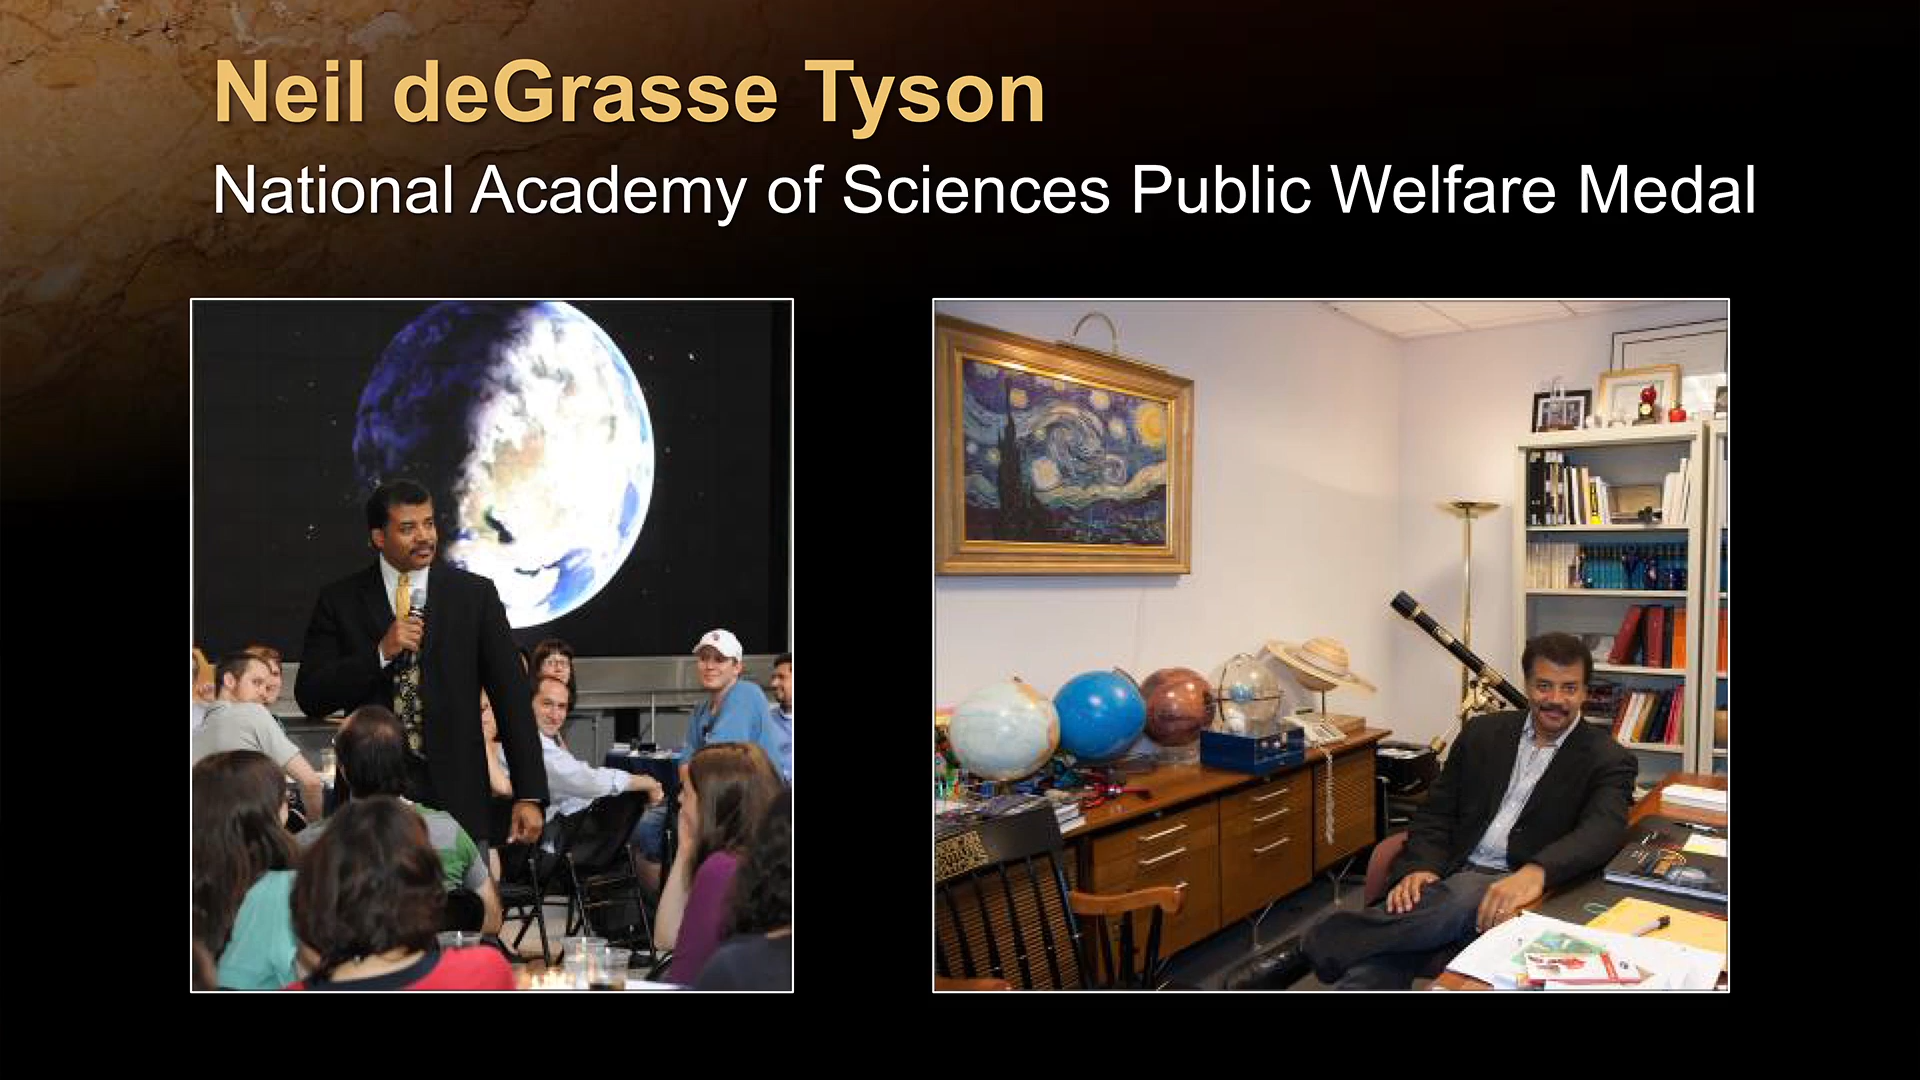 Neil deGrasse Tyson
National Academy of Sciences Public Welfare Medal